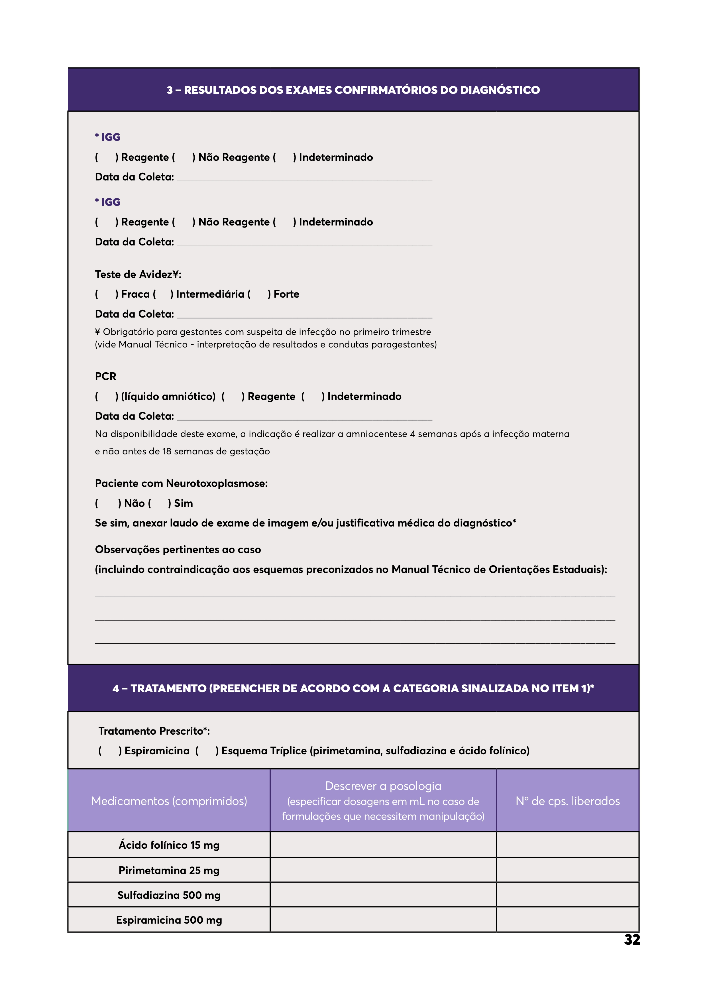 3 – RESULTADOS DOS EXAMES CONFIRMATÓRIOS DO DIAGNÓSTICO
* IGG
(     ) Reagente (     ) Não Reagente (     ) Indeterminado
Data da Coleta: ___________________________________________________
* IGG
(     ) Reagente (     ) Não Reagente (     ) Indeterminado
Data da Coleta: ___________________________________________________
Teste de Avidez¥:
(     ) Fraca (     ) Intermediária (     ) Forte
Data da Coleta: ___________________________________________________
¥ Obrigatório para gestantes com suspeita de infecção no primeiro trimestre
(vide Manual Técnico - interpretação de resultados e condutas paragestantes)
PCR
(     ) (líquido amniótico)  (     ) Reagente  (     ) Indeterminado
Data da Coleta: ___________________________________________________
Na disponibilidade deste exame, a indicação é realizar a amniocentese 4 semanas após a infecção materna
e não antes de 18 semanas de gestação
Paciente com Neurotoxoplasmose:
(      ) Não (     ) Sim
Se sim, anexar laudo de exame de imagem e/ou justificativa médica do diagnóstico*
Observações pertinentes ao caso
(incluindo contraindicação aos esquemas preconizados no Manual Técnico de Orientações Estaduais):
4 – TRATAMENTO (PREENCHER DE ACORDO COM A CATEGORIA SINALIZADA NO ITEM 1)*
Tratamento Prescrito*:
(     ) Espiramicina  (     ) Esquema Tríplice (pirimetamina, sulfadiazina e ácido folínico)
Medicamentos (comprimidos)
Descrever a posologia
(especificar dosagens em mL no caso de
formulações que necessitem manipulação)
Nº de cps. liberados
Ácido folínico 15 mg
Pirimetamina 25 mg
Sulfadiazina 500 mg
Espiramicina 500 mg
32